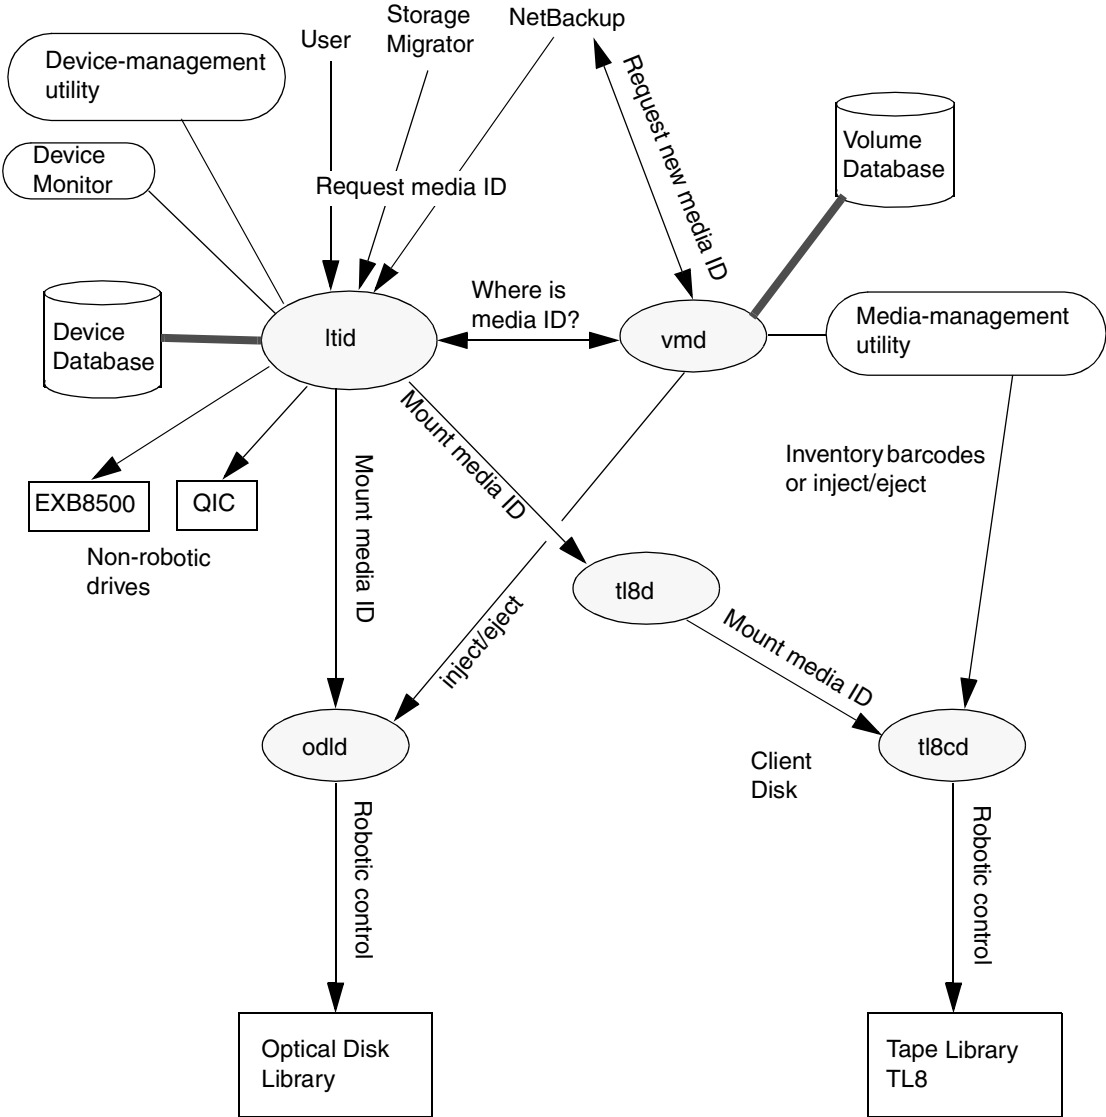 Storage
Migrator
NetBackup
User
Device-management
utility
Device
Monitor
Request media ID
Request new media ID
Volume
Database
Where is
media ID?
Device
Database
ltid
vmd
Media-management
utility
Mount media ID
Mount media ID
Inventory barcodes
or inject/eject
EXB8500
QIC
Non-robotic
drives
tl8d
inject/eject
Mount media ID
odld
tl8cd
Client
Disk
Robotic control
Robotic control
Optical Disk
Library
Tape Library
TL8